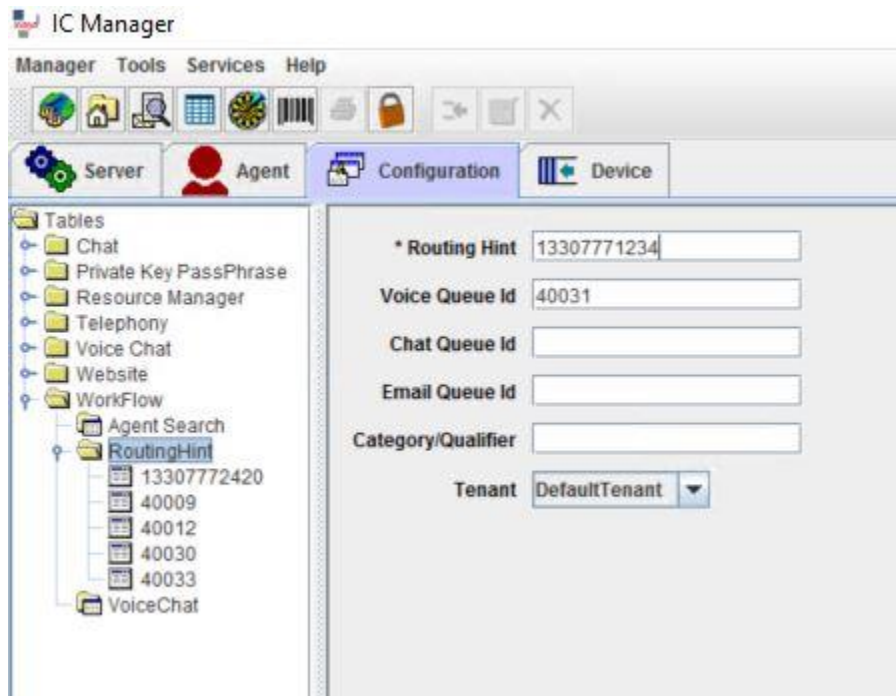 IC Manager
Manager Tools Services Help
Server Agent Configuration Device
Tables
Chat
Private Key PassPhrase
Resource Manager
Telephony
Voice Chat
Website
WorkFlow
Agent Search
RoutingHint
13307772420
40009
40012
40030
40033
VoiceChat
* Routing Hint 13307771234
Voice Queue Id 40031
Chat Queue Id
Email Queue Id
Category/Qualifier
Tenant DefaultTenant